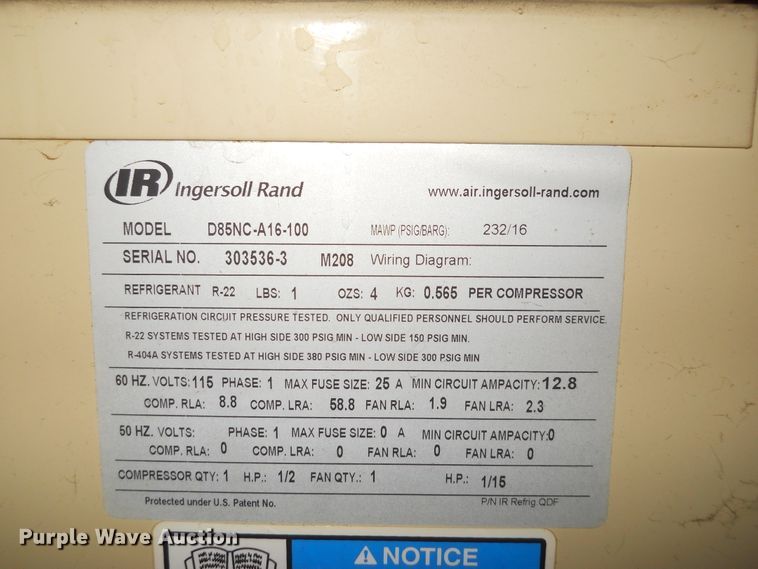 IR Ingersoll Rand www.air.ingersoll-rand.com
MODEL D85NC-A16-100 MAWP (PSIG/BARG): 232/16
SERIAL NO. 303536-3 M208 Wiring Diagram:
REFRIGERANT R-22 LBS: 1 OZS: 4 KG: 0.565 PER COMPRESSOR
REFRIGERATION CIRCUIT PRESSURE TESTED. ONLY QUALIFIED PERSONNEL SHOULD PERFORM SERVICE.
R-22 SYSTEMS TESTED AT HIGH SIDE 300 PSIG MIN - LOW SIDE 150 PSIG MIN.
R-404A SYSTEMS TESTED AT HIGH SIDE 380 PSIG MIN - LOW SIDE 300 PSIG MIN
60 HZ. VOLTS: 115 PHASE: 1 MAX FUSE SIZE: 25 A MIN CIRCUIT AMPACITY: 12.8
COMP. RLA: 8.8 COMP. LRA: 58.8 FAN RLA: 1.9 FAN LRA: 2.3
50 HZ. VOLTS: PHASE: 1 MAX FUSE SIZE: 0 A MIN CIRCUIT AMPACITY: 0
COMP. RLA: 0 COMP. LRA: 0 FAN RLA: 0 FAN LRA: 0
COMPRESSOR QTY: 1 H.P.: 1/2 FAN QTY.: 1 H.P.: 1/15
Protected under U.S. Patent No. P/N IR Refrig.QDF
Purple Wave Auction
NOTICE